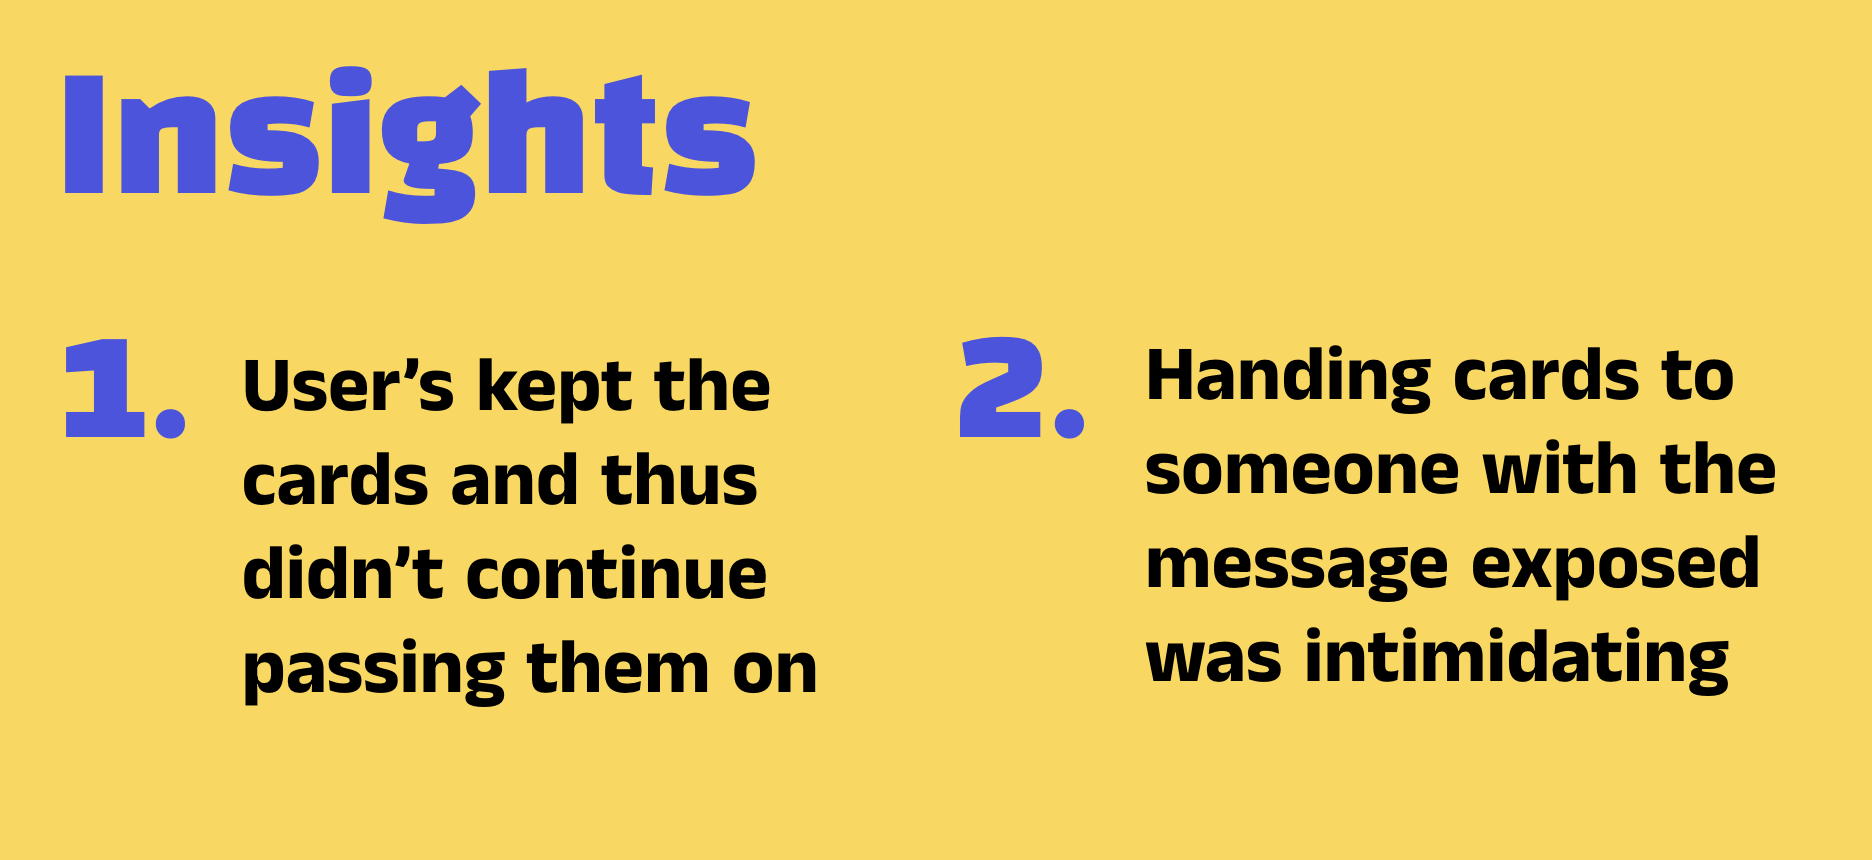 Insights
1.
User’s kept the
cards and thus
didn’t continue
passing them on
2.
Handing cards to
someone with the
message exposed
was intimidating